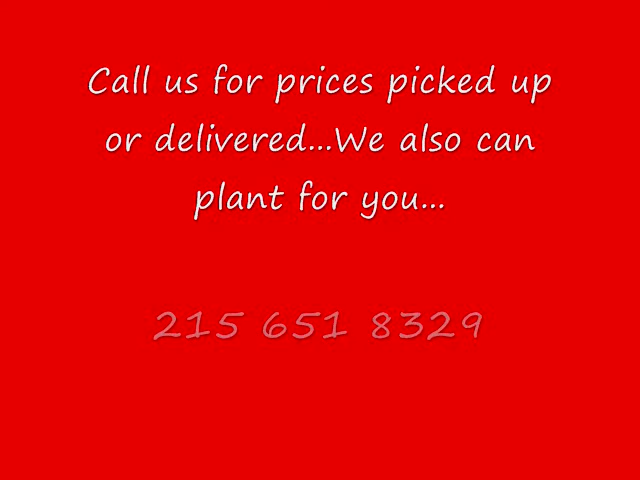 Call us for prices picked up
or delivered...We also can
plant for you...
215 651 8329